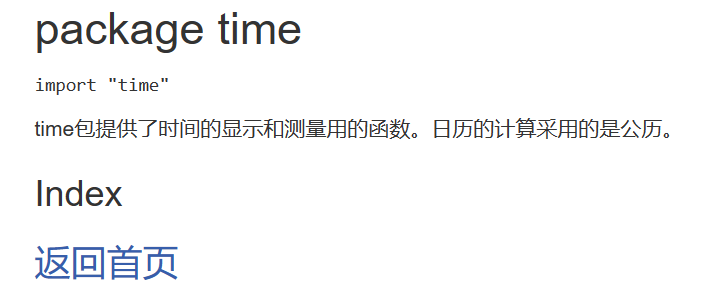 package time
import "time"
time包提供了时间的显示和测量用的函数。日历的计算采用的是公历。
Index
返回首页